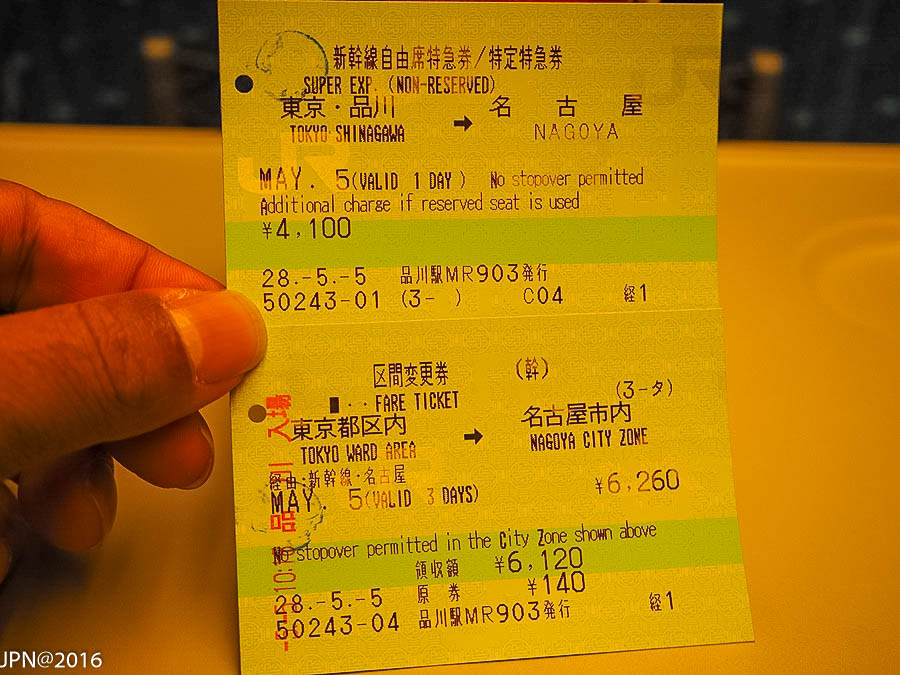 新幹線自由席特急券/特定特急券
SUPER EXP. (NON-RESERVED)
東京・品川 → 名古屋
TOKYO SHINAGAWA NAGOYA
JR
MAY. 5(VALID 1 DAY) No stopover permitted
Additional charge if reserved seat is used
¥4,100
28.-5.-5 品川駅MR903発行
50243-01 (3- ) C04 経1
区間変更券 (幹)
■・・FARE TICKET (3-タ)
東京都区内 → 名古屋市内
TOKYO WARD AREA NAGOYA CITY ZONE
経由:新幹線・名古屋
MAY. 5(VALID 3 DAYS) ¥6,260
No stopover permitted in the City Zone shown above
領収額 ¥6,120
28.-5.-5 原券 ¥140
50243-04 品川駅MR903発行 経1
品川 入場
JPN@2016